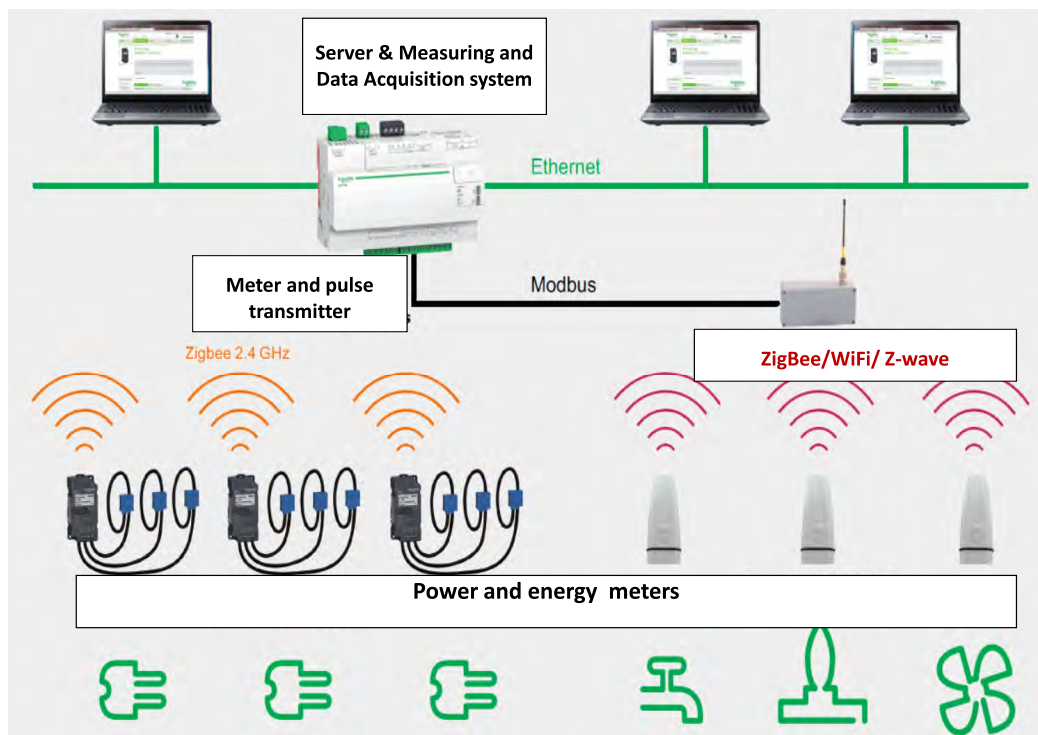 Server & Measuring and
Data Acquisition system
Ethernet
Meter and pulse
transmitter
Modbus
Zigbee 2.4 GHz
ZigBee/WiFi/ Z-wave
Power and energy meters